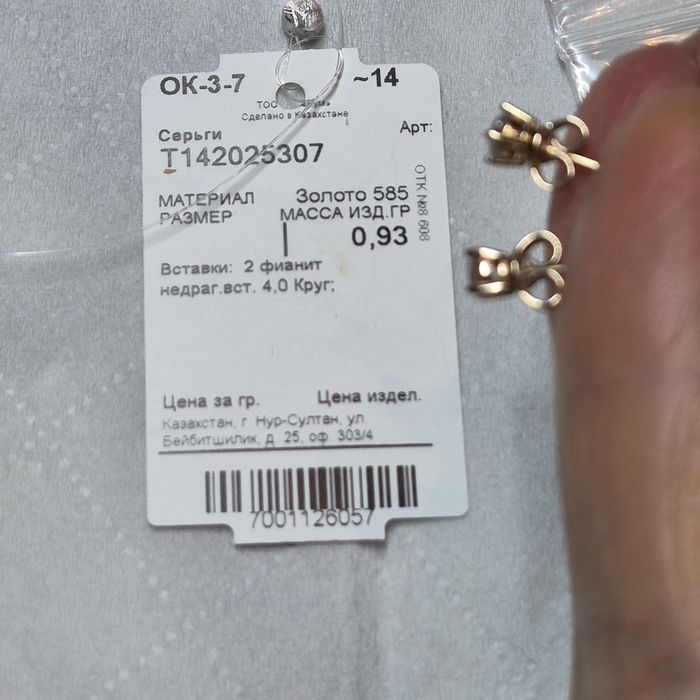 ОК-3-7 ~14
ТОО
Сделано в Казахстане
Серьги Арт:
Т142025307
МАТЕРИАЛ Золото 585
РАЗМЕР МАССА ИЗД.ГР
0,93
ОТК №8 608
Вставки: 2 фианит
недраг.вст. 4,0 Круг;
Цена за гр. Цена издел.
Казахстан, г. Нур-Султан, ул.
Бейбитшилик, д. 25, оф. 303/4
7001126057